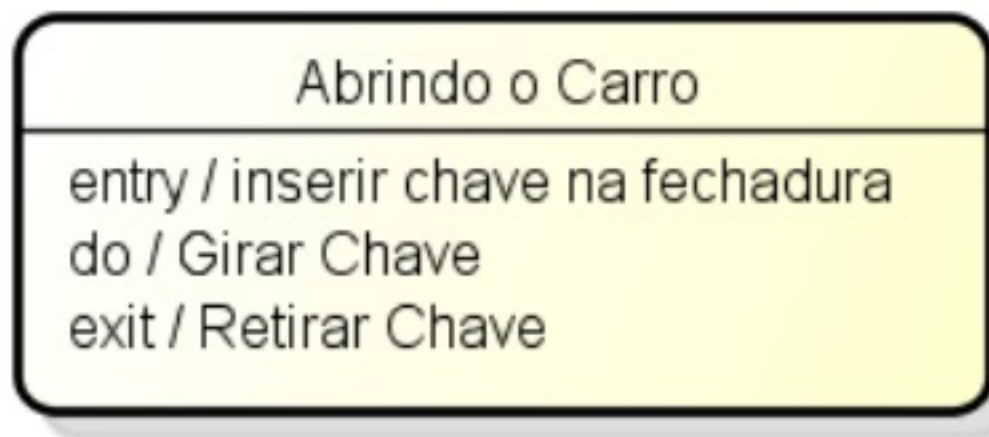 Abrindo o Carro
entry / inserir chave na fechadura
do / Girar Chave
exit / Retirar Chave